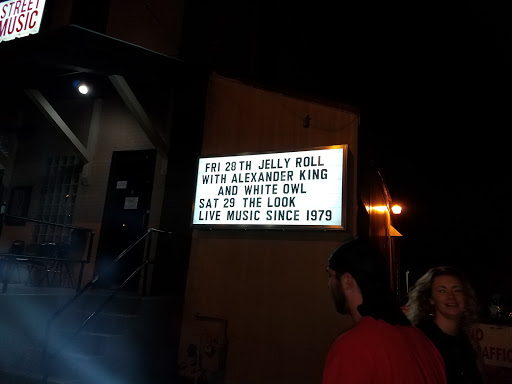 STREET
MUSIC
FRI 28TH JELLY ROLL
WITH ALEXANDER KING
AND WHITE OWL
SAT 29 THE LOOK
LIVE MUSIC SINCE 1979